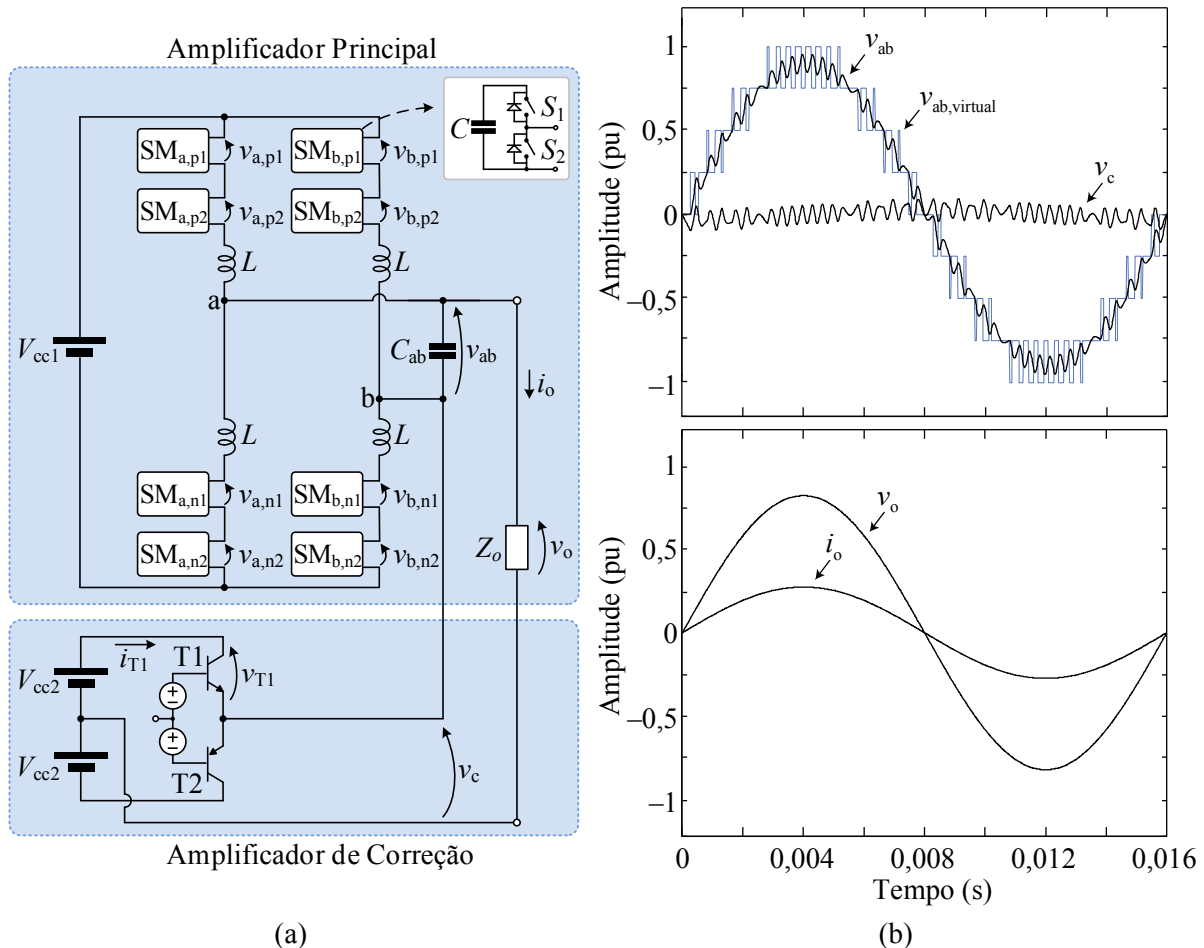 Amplificador Principal
SMa,p1
va,p1
SMb,p1
vb,p1
C
S1
S2
SMa,p2
va,p2
SMb,p2
vb,p2
L
L
a
Vcc1
Cab
vab
b
io
L
L
SMa,n1
va,n1
SMb,n1
vb,n1
SMa,n2
va,n2
SMb,n2
vb,n2
Zo
vo
iT1
T1
vT1
Vcc2
Vcc2
T2
vc
Amplificador de Correção
(a)
Amplitude (pu)
1
0,5
0
−0,5
−1
vab
vab,virtual
vc
Amplitude (pu)
1
0,5
0
−0,5
−1
vo
io
0
0,004
0,008
0,012
0,016
Tempo (s)
(b)